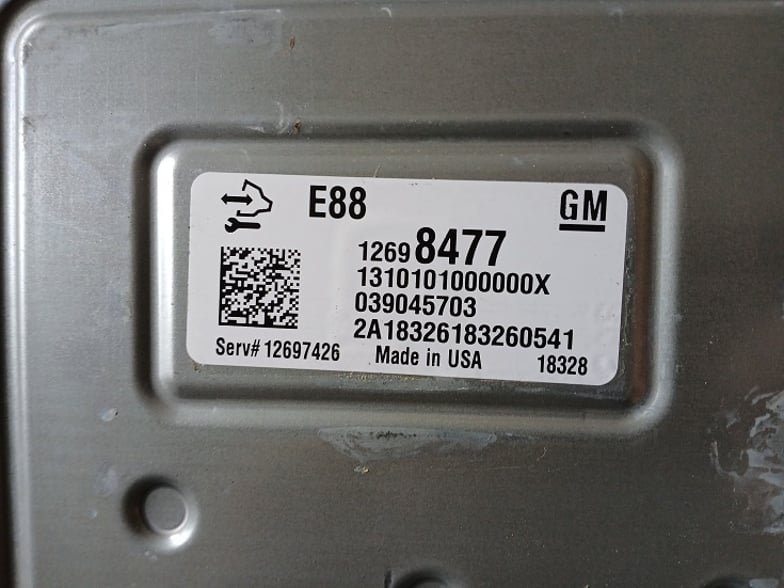 E88 GM
12698477
1310101000000X
039045703
2A18326183260541
Serv# 12697426 Made in USA 18328